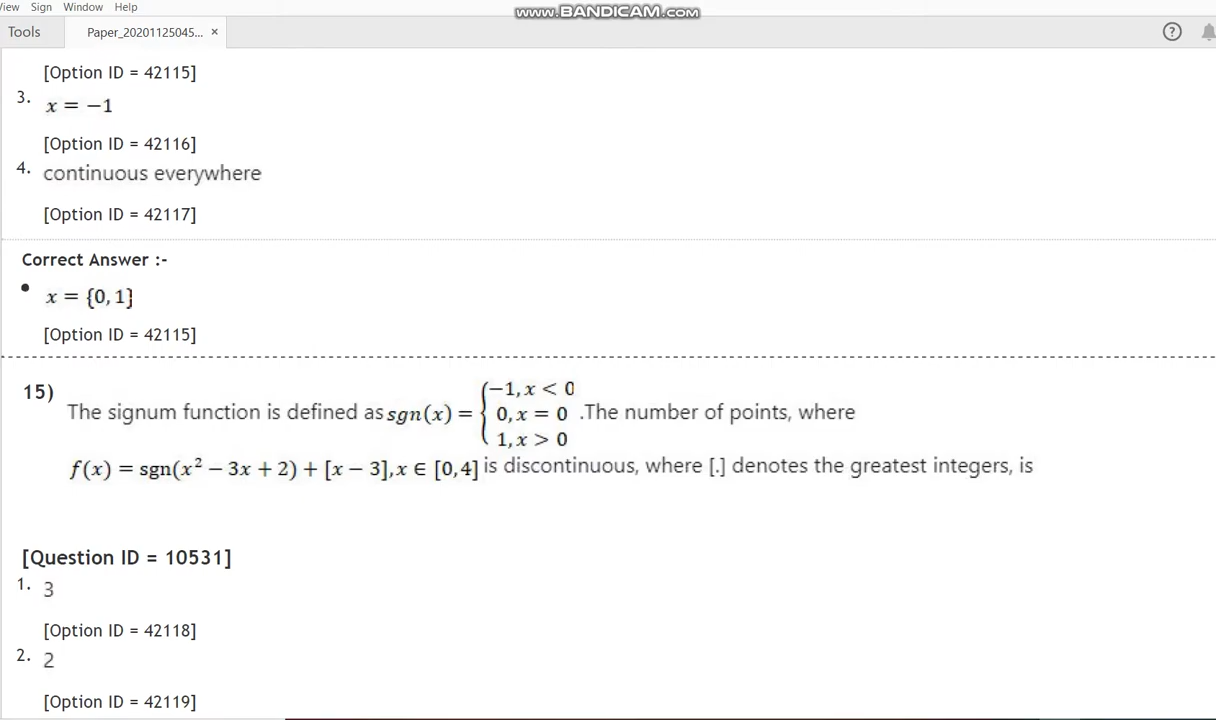 View Sign Window Help
www.BANDICAM.com
Tools Paper_20201125045... ×
[Option ID = 42115]
3. x = −1
[Option ID = 42116]
4. continuous everywhere
[Option ID = 42117]
Correct Answer :-
• x = {0, 1}
[Option ID = 42115]
15) The signum function is defined as sgn(x) = { −1, x < 0
0, x = 0 .The number of points, where
1, x > 0
f(x) = sgn(x² − 3x + 2) + [x − 3], x ∈ [0,4] is discontinuous, where [.] denotes the greatest integers, is
[Question ID = 10531]
1. 3
[Option ID = 42118]
2. 2
[Option ID = 42119]